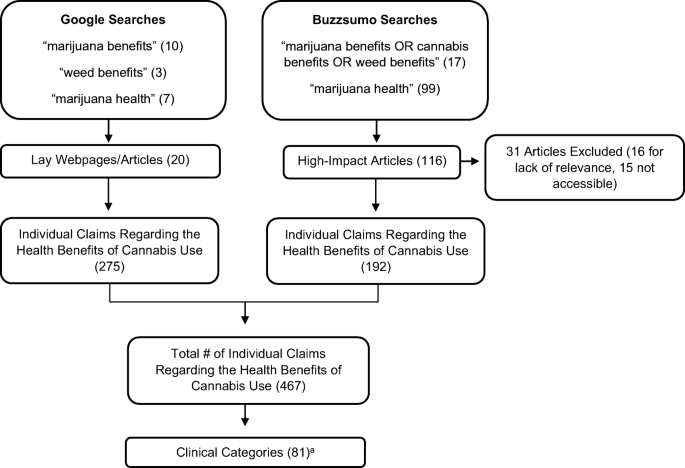 Google Searches
“marijuana benefits” (10)
“weed benefits” (3)
“marijuana health” (7)
Buzzsumo Searches
“marijuana benefits OR cannabis
benefits OR weed benefits” (17)
“marijuana health” (99)
Lay Webpages/Articles (20)
High-Impact Articles (116)
31 Articles Excluded (16 for
lack of relevance, 15 not
accessible)
Individual Claims Regarding the
Health Benefits of Cannabis Use
(275)
Individual Claims Regarding the
Health Benefits of Cannabis Use
(192)
Total # of Individual Claims
Regarding the Health Benefits of
Cannabis Use (467)
Clinical Categories (81)ᵃ